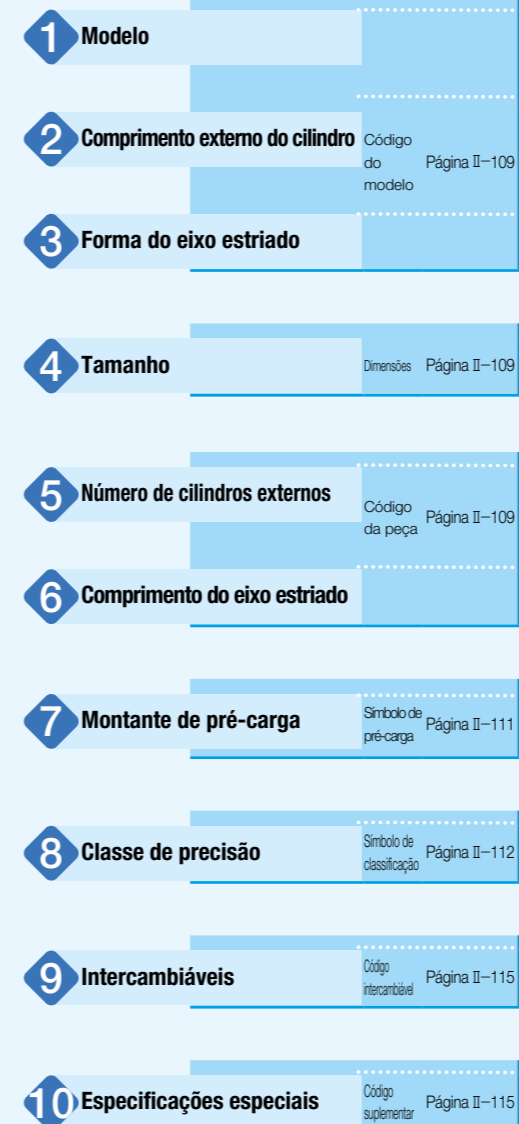 1 Modelo
2 Comprimento externo do cilindro
Código
do
modelo
Página II-109
3 Forma do eixo estriado
4 Tamanho
Dimensões Página II-109
5 Número de cilindros externos
Código
da peça
Página II-109
6 Comprimento do eixo estriado
7 Montante de pré-carga
Símbolo de
pré-carga
Página II-111
8 Classe de precisão
Símbolo de
classificação
Página II-112
9 Intercambiáveis
Código
intercambiável
Página II-115
10 Especificações especiais
Código
suplementar
Página II-115